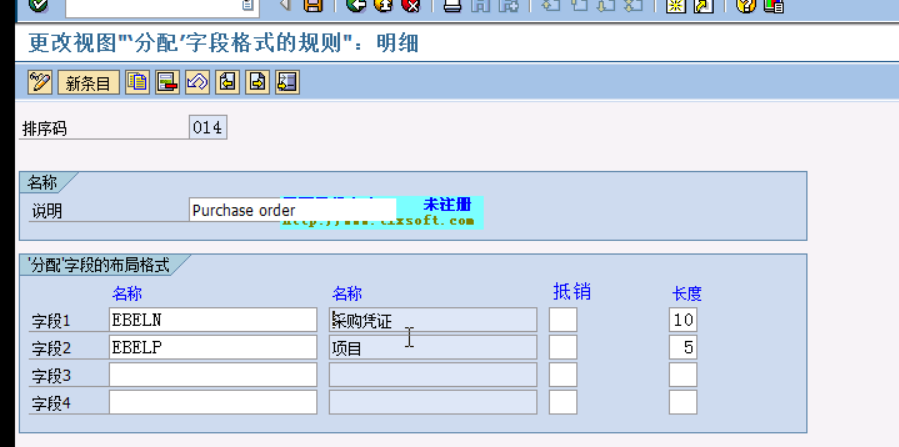 更改视图"'分配'字段格式的规则"：明细
新条目
排序码 014
名称
未注册
说明 Purchase order
'分配'字段的布局格式
名称 名称 抵销 长度
字段1 EBELN 采购凭证 10
字段2 EBELP 项目 5
字段3
字段4